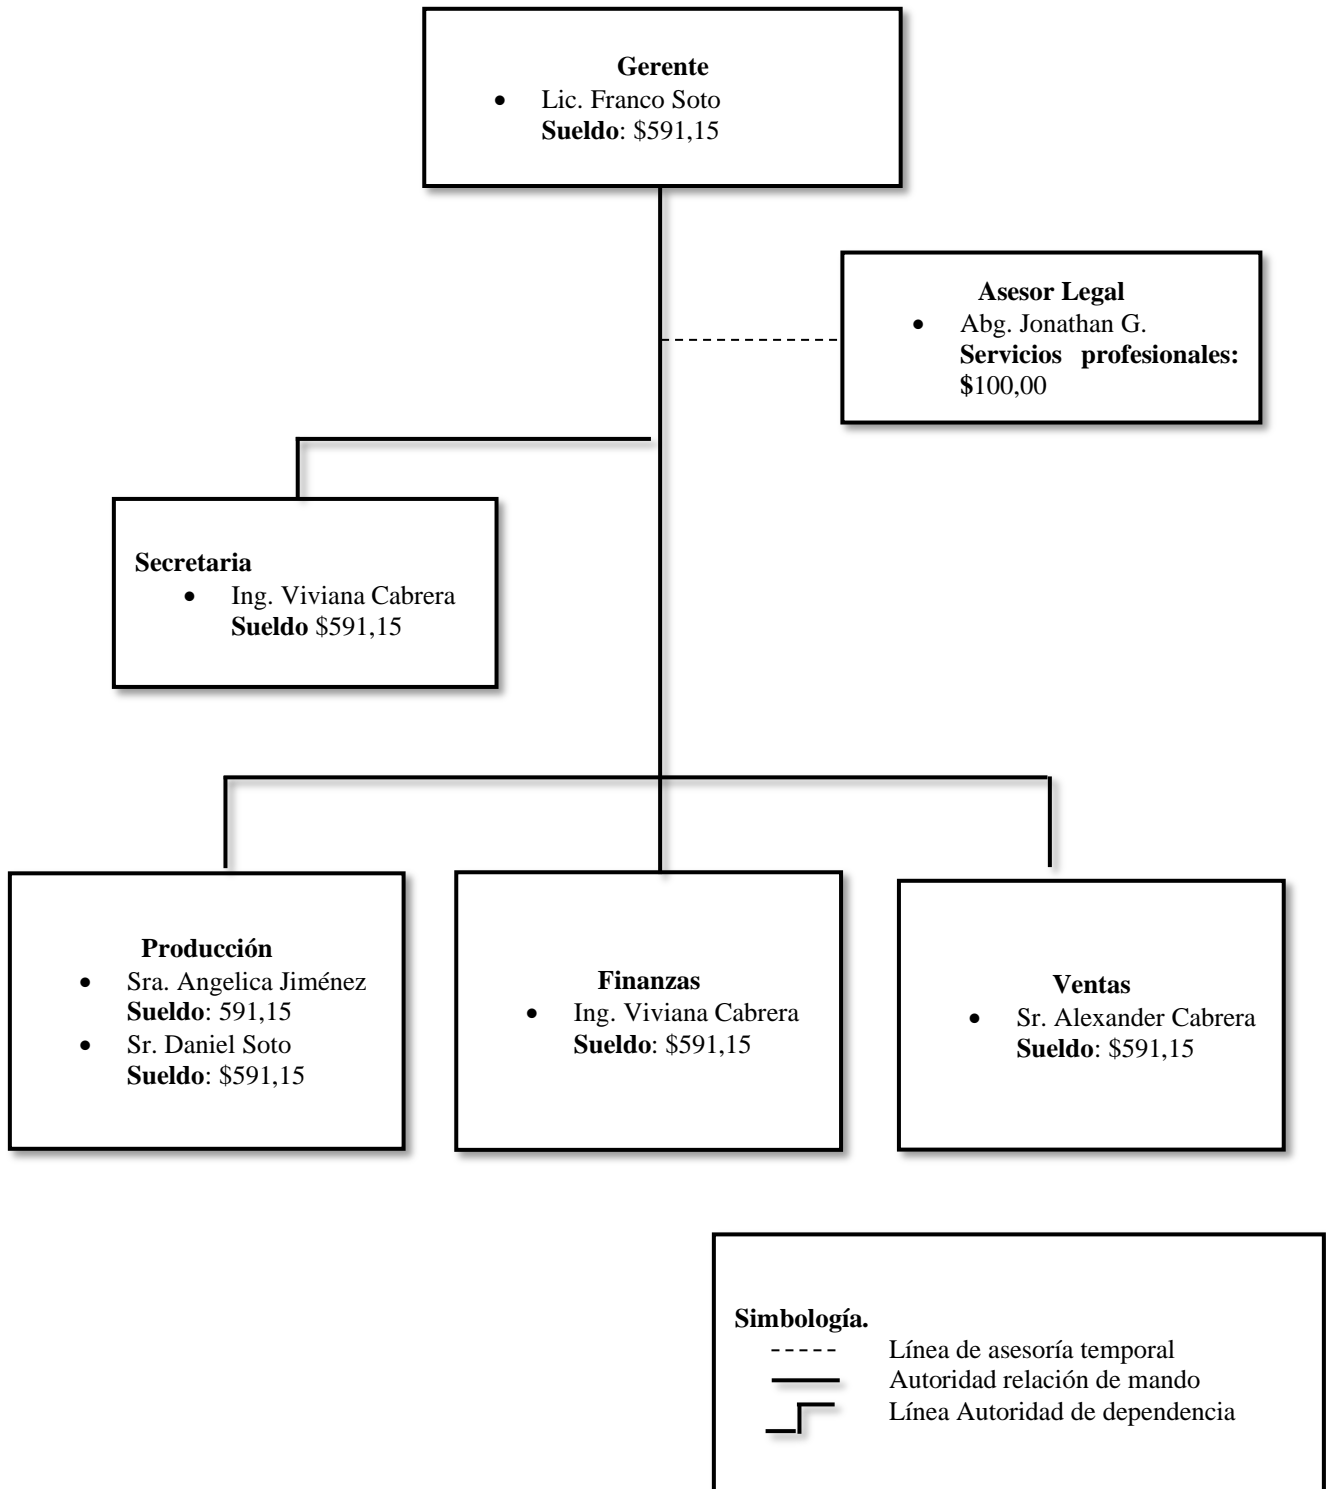 Gerente
• Lic. Franco Soto
Sueldo: $591,15
Asesor Legal
• Abg. Jonathan G.
Servicios profesionales:
$100,00
Secretaria
• Ing. Viviana Cabrera
Sueldo $591,15
Producción
• Sra. Angelica Jiménez
Sueldo: 591,15
• Sr. Daniel Soto
Sueldo: $591,15
Finanzas
• Ing. Viviana Cabrera
Sueldo: $591,15
Ventas
• Sr. Alexander Cabrera
Sueldo: $591,15
Simbología.
Línea de asesoría temporal
Autoridad relación de mando
Línea Autoridad de dependencia